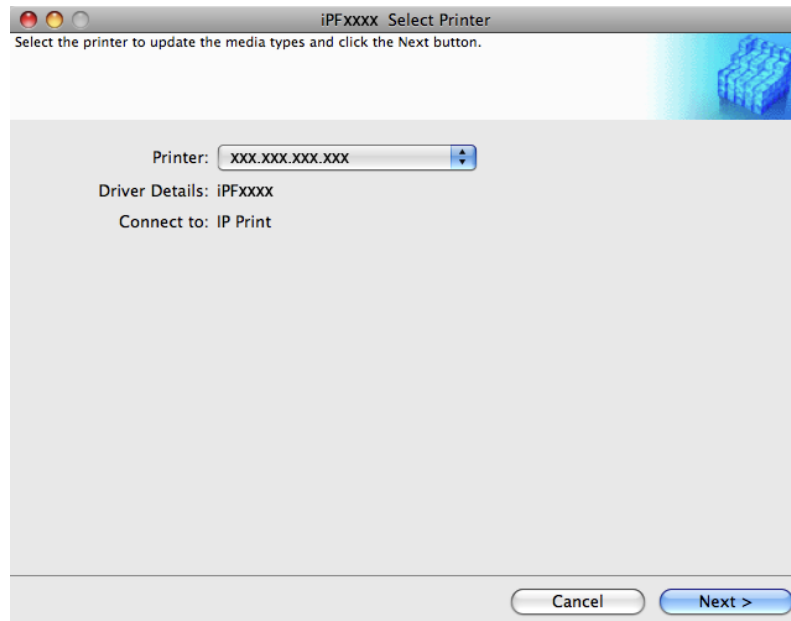 iPFxxxx Select Printer
Select the printer to update the media types and click the Next button.
Printer: xxx.xxx.xxx.xxx
Driver Details: iPFxxxx
Connect to: IP Print
Cancel Next >